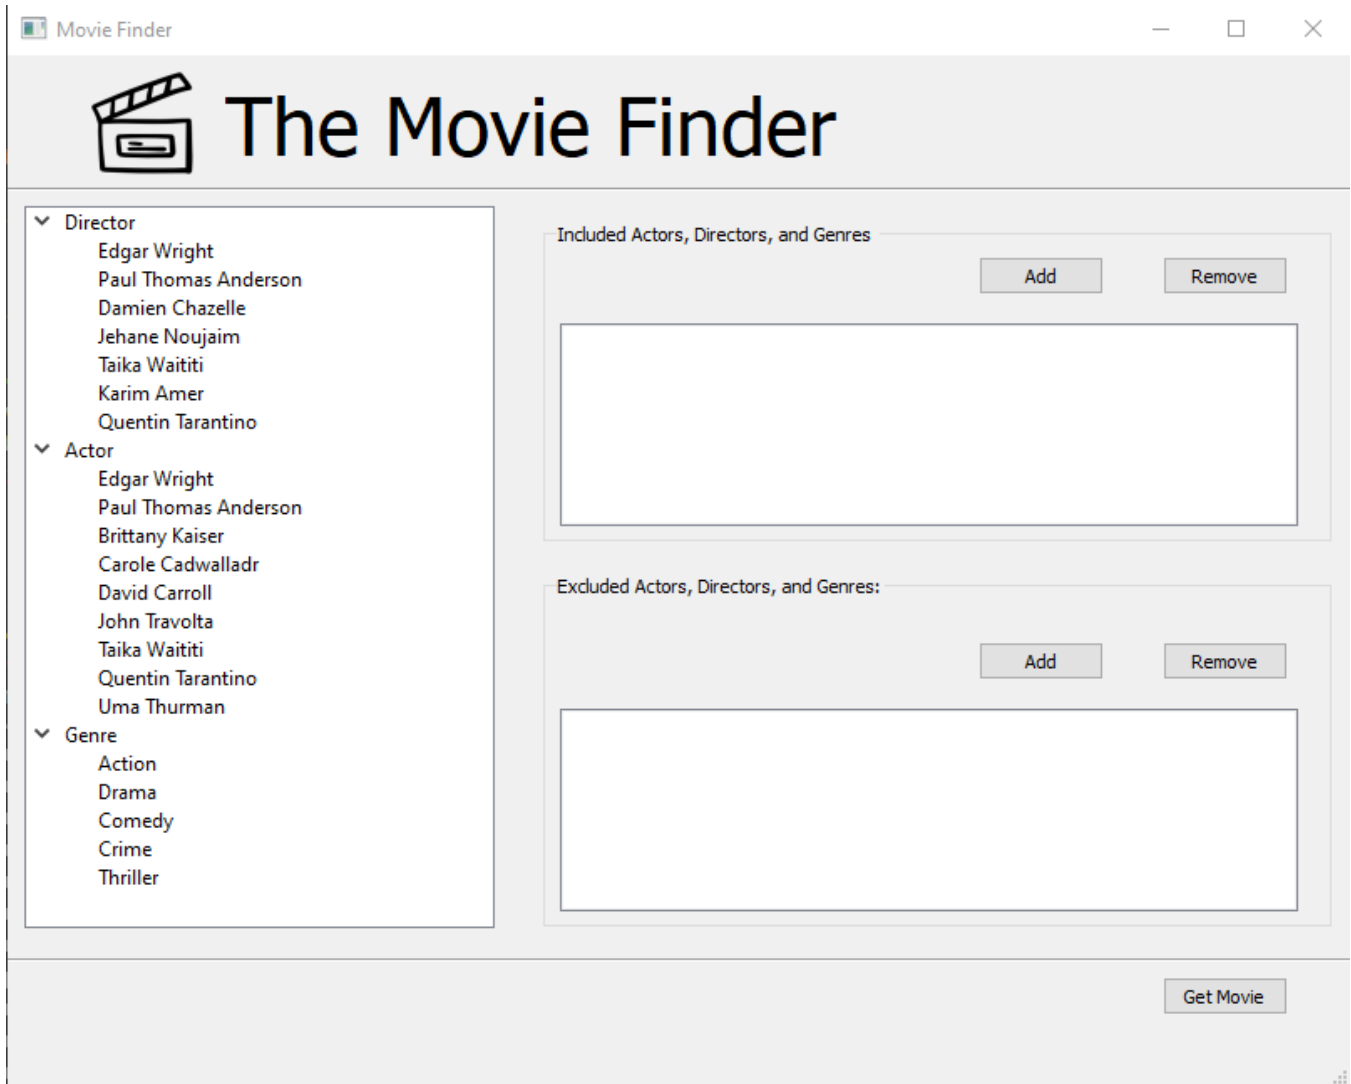 Movie Finder
The Movie Finder
Director
Edgar Wright
Paul Thomas Anderson
Damien Chazelle
Jehane Noujaim
Taika Waititi
Karim Amer
Quentin Tarantino
Actor
Edgar Wright
Paul Thomas Anderson
Brittany Kaiser
Carole Cadwalladr
David Carroll
John Travolta
Taika Waititi
Quentin Tarantino
Uma Thurman
Genre
Action
Drama
Comedy
Crime
Thriller
Included Actors, Directors, and Genres
Add
Remove
Excluded Actors, Directors, and Genres:
Add
Remove
Get Movie